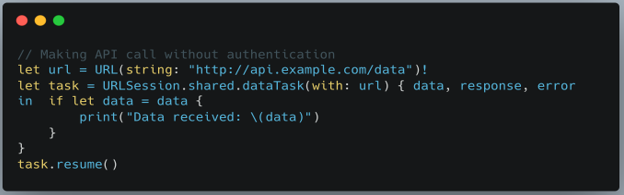 // Making API call without authentication
let url = URL(string: "http://api.example.com/data")!
let task = URLSession.shared.dataTask(with: url) { data, response, error
in  if let data = data {
        print("Data received: \(data)")
    }
}
task.resume()